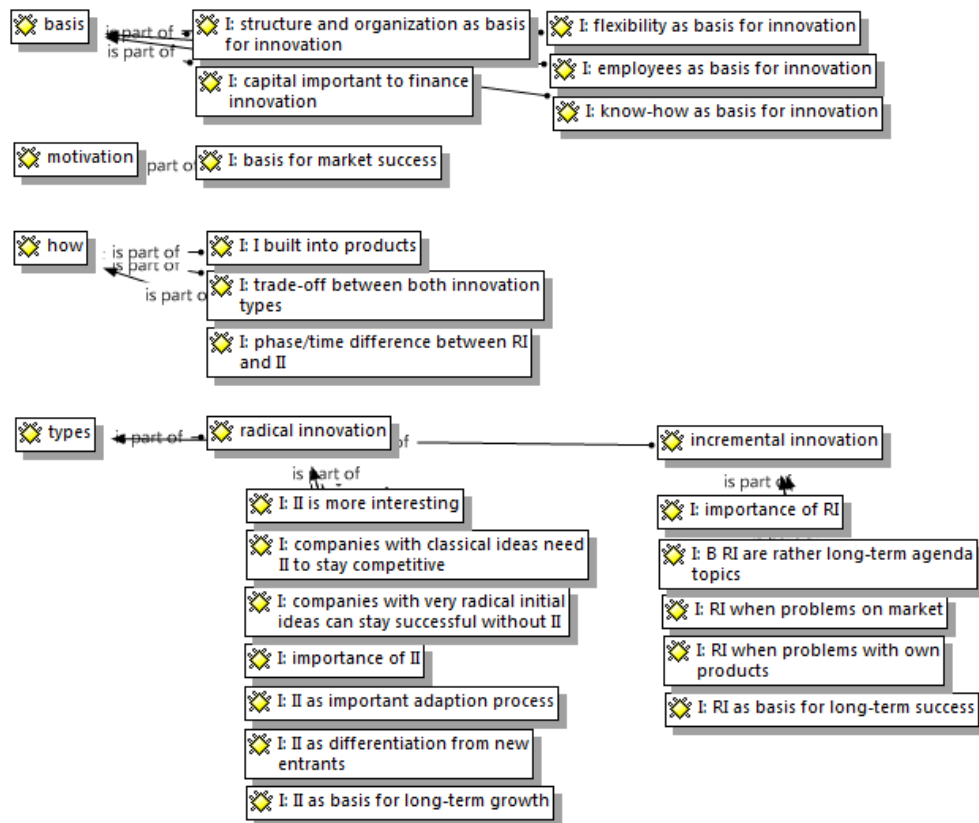 basis
is part of
is part of
I: structure and organization as basis
for innovation
I: flexibility as basis for innovation
I: capital important to finance
innovation
I: employees as basis for innovation
I: know-how as basis for innovation
motivation
part of
I: basis for market success
how
is part of
is part of
is part o
I: I built into products
I: trade-off between both innovation
types
I: phase/time difference between RI
and II
types
is part of
radical innovation
of
incremental innovation
is part of
I: II is more interesting
I: companies with classical ideas need
II to stay competitive
I: companies with very radical initial
ideas can stay successful without II
I: importance of II
I: II as important adaption process
I: II as differentiation from new
entrants
I: II as basis for long-term growth
is part of
I: importance of RI
I: B RI are rather long-term agenda
topics
I: RI when problems on market
I: RI when problems with own
products
I: RI as basis for long-term success